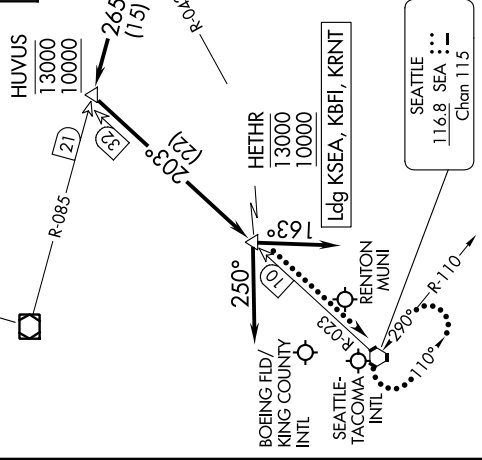 HUVUS
13000
10000
265
(15)
R-042
21
32
R-085
203°
(22)
HETHR
13000
10000
Ldg KSEA, KBFI, KRNT
SEATTLE
116.8 SEA
Chan 115
250°
163°
10
R-023
BOEING FLD/
KING COUNTY
INTL
RENTON
MUNI
SEATTLE-
TACOMA
INTL
290°
R-110
110°